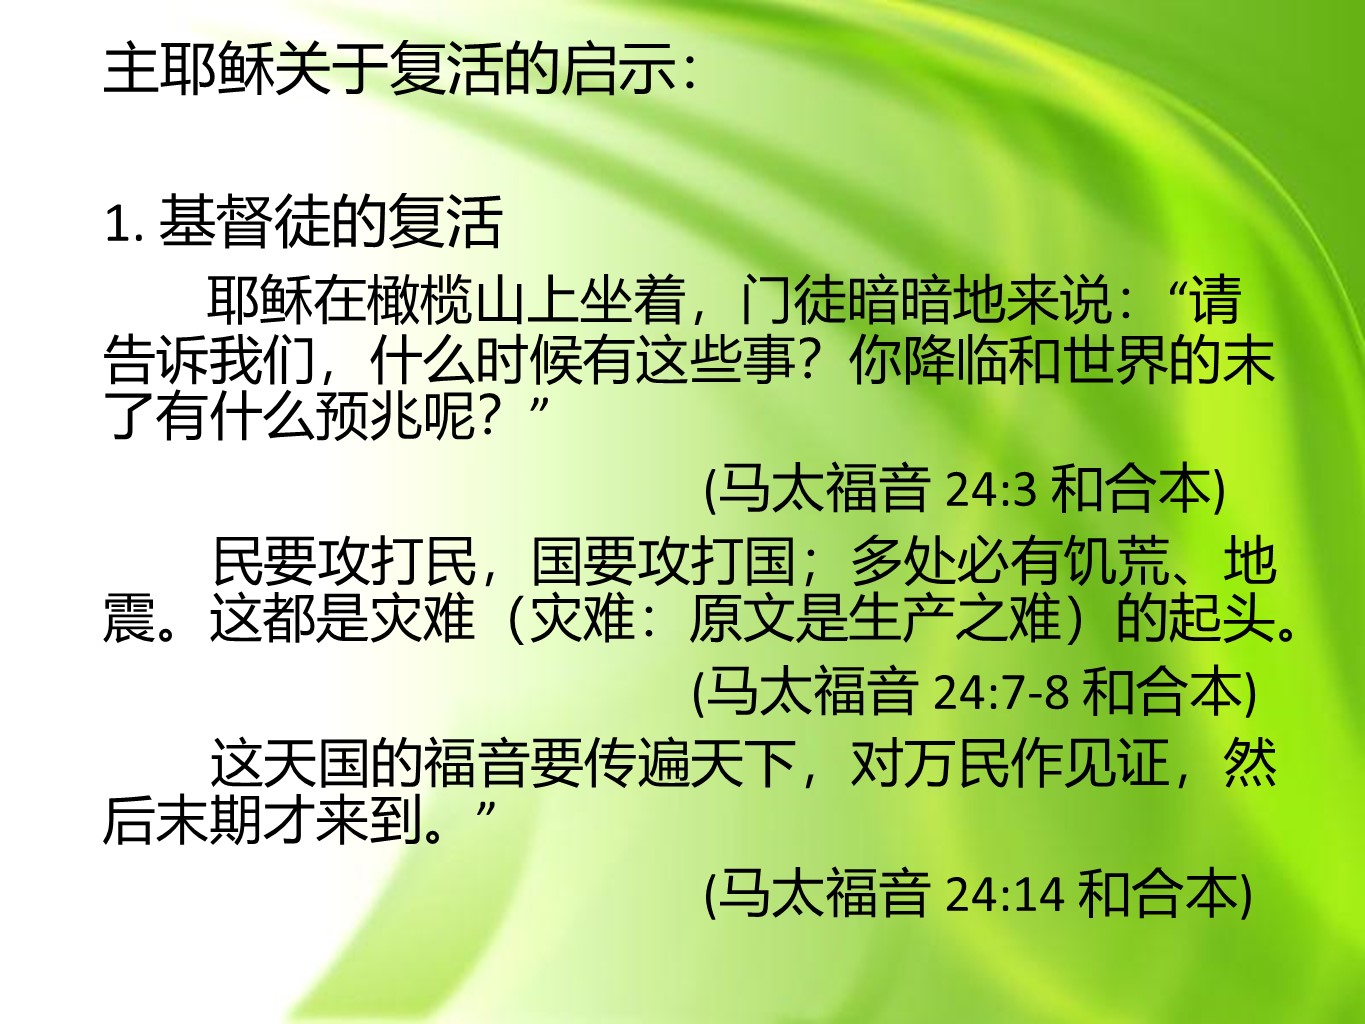 主耶稣关于复活的启示：
1. 基督徒的复活
耶稣在橄榄山上坐着，门徒暗暗地来说：“请
告诉我们，什么时候有这些事？你降临和世界的末
了有什么预兆呢？”
(马太福音 24:3 和合本)
民要攻打民，国要攻打国；多处必有饥荒、地
震。这都是灾难（灾难：原文是生产之难）的起头。
(马太福音 24:7-8 和合本)
这天国的福音要传遍天下，对万民作见证，然
后末期才来到。”
(马太福音 24:14 和合本)